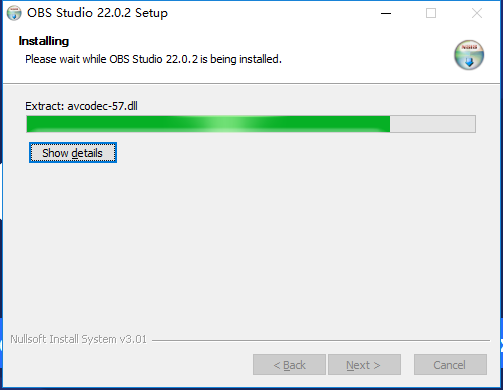 OBS Studio 22.0.2 Setup
Installing
Please wait while OBS Studio 22.0.2 is being installed.
Extract: avcodec-57.dll
Show details
Nullsoft Install System v3.01
< Back
Next >
Cancel